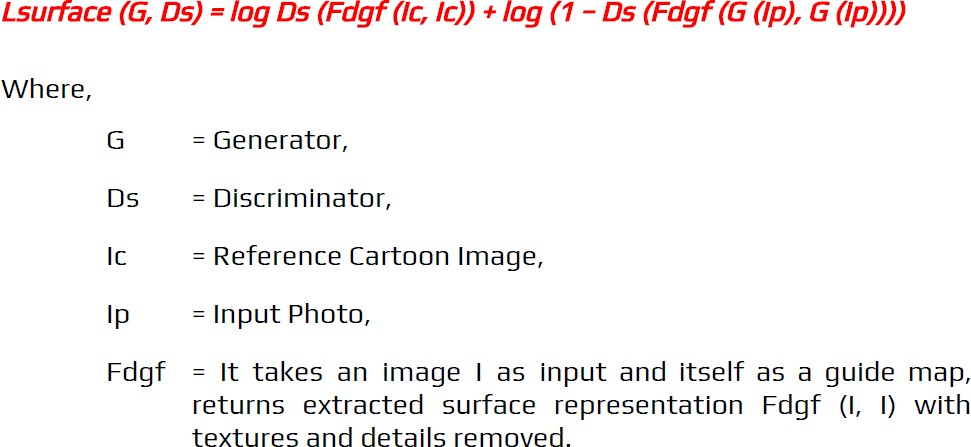 Lsurface (G, Ds) = log Ds (Fdgf (Ic, Ic)) + log (1 – Ds (Fdgf (G (Ip), G (Ip))))
Where,
G = Generator,
Ds = Discriminator,
Ic = Reference Cartoon Image,
Ip = Input Photo,
Fdgf = It takes an image I as input and itself as a guide map,
returns extracted surface representation Fdgf (I, I) with
textures and details removed.